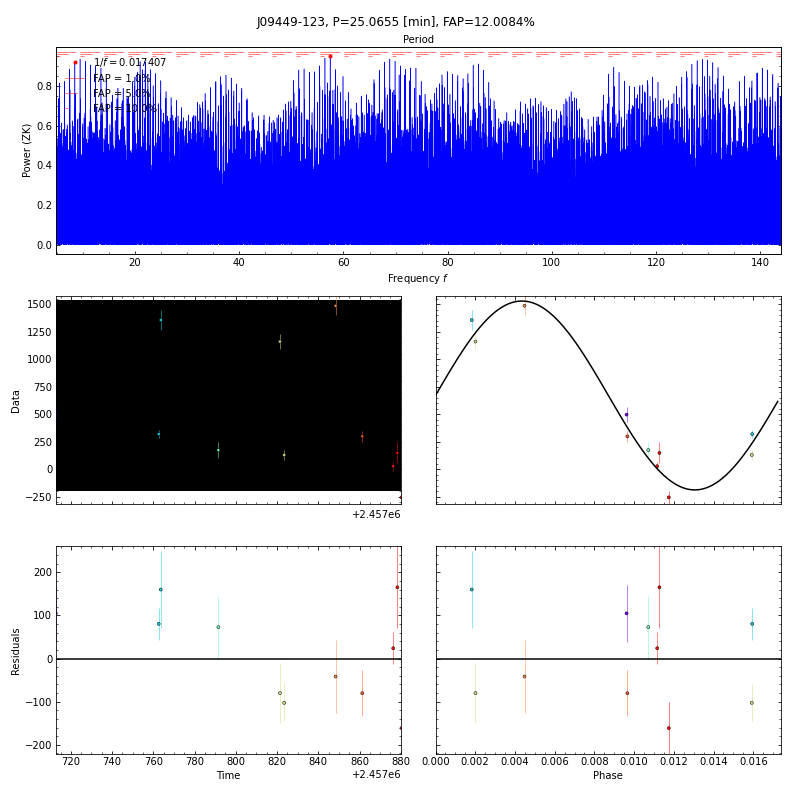 J09449-123, P=25.0655 [min], FAP=12.0084%
Period
1/f = 0.017407
FAP = 1.0%
FAP = 5.0%
FAP = 10.0%
Power (ZK)
0.8
0.6
0.4
0.2
0.0
20 40 60 80 100 120 140
Frequency f
Data
1500
1250
1000
750
500
250
0
−250
+2.457e6
Residuals
200
100
0
−100
−200
720 740 760 780 800 820 840 860 880
Time
+2.457e6
0.000 0.002 0.004 0.006 0.008 0.010 0.012 0.014 0.016
Phase